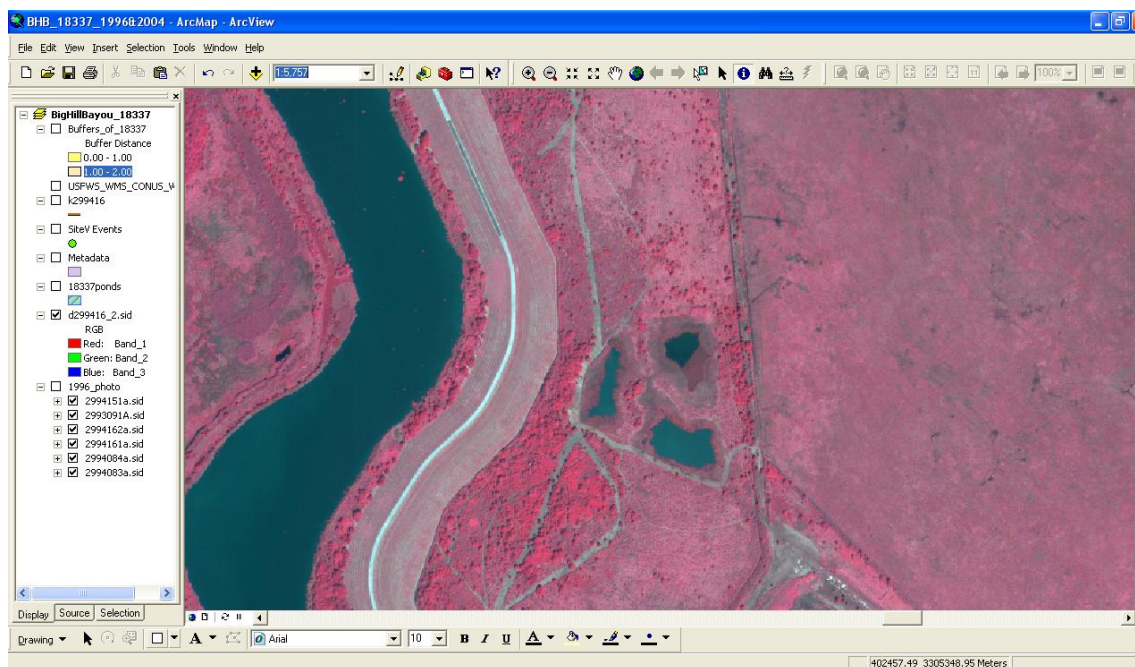 BHB_18337_1996&2004 - ArcMap - ArcView
File Edit View Insert Selection Tools Window Help
1:5,757
100%
BigHillBayou_18337
Buffers_of_18337
Buffer Distance
0.00 - 1.00
1.00 - 2.00
USFWS_WMS_CONUS_W
k299416
SiteV Events
Metadata
18337ponds
d299416_2.sid
RGB
Red: Band_1
Green: Band_2
Blue: Band_3
1996_photo
2994151a.sid
2993091A.sid
2994162a.sid
2994161a.sid
2994084a.sid
2994083a.sid
Display Source Selection
Drawing A Arial 10 B I U A
402457.49 3305348.95 Meters